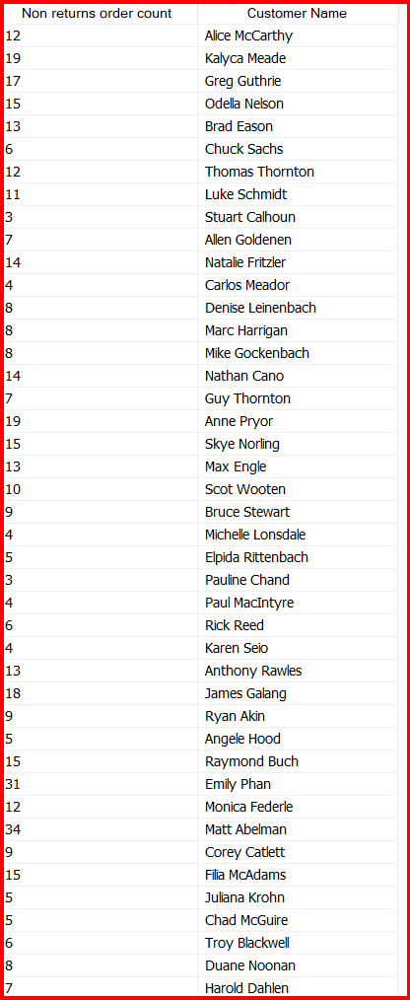 Non returns order count Customer Name
12 Alice McCarthy
19 Kalyca Meade
17 Greg Guthrie
15 Odella Nelson
13 Brad Eason
6 Chuck Sachs
12 Thomas Thornton
11 Luke Schmidt
3 Stuart Calhoun
7 Allen Goldenen
14 Natalie Fritzler
4 Carlos Meador
8 Denise Leinenbach
8 Marc Harrigan
8 Mike Gockenbach
14 Nathan Cano
7 Guy Thornton
19 Anne Pryor
15 Skye Norling
13 Max Engle
10 Scot Wooten
9 Bruce Stewart
4 Michelle Lonsdale
5 Elpida Rittenbach
3 Pauline Chand
4 Paul MacIntyre
6 Rick Reed
4 Karen Seio
13 Anthony Rawles
18 James Galang
9 Ryan Akin
5 Angele Hood
15 Raymond Buch
31 Emily Phan
12 Monica Federle
34 Matt Abelman
9 Corey Catlett
15 Filia McAdams
5 Juliana Krohn
5 Chad McGuire
6 Troy Blackwell
8 Duane Noonan
7 Harold Dahlen